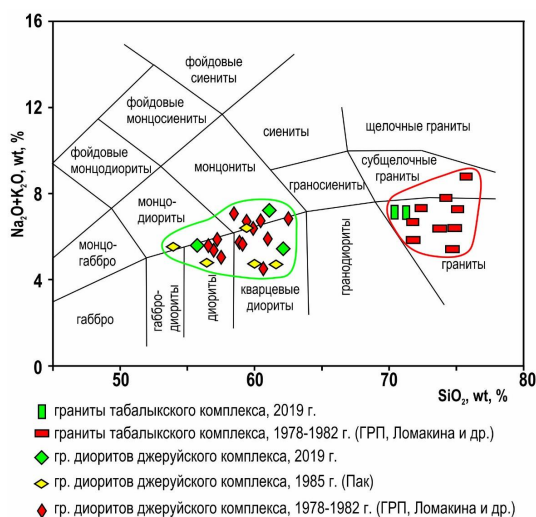 16
12
8
4
0
Na₂O+K₂O, wt, %
фойдовые
сиениты
фойдовые
монцосиениты
фойдовые
монцодиориты
сиениты
щелочные граниты
субщелочные
граниты
монцониты
граносиениты
монцо-
диориты
монцо-
габбро
габбро
габбро-
диориты
диориты
кварцевые
диориты
гранодиориты
граниты
50
60
70
80
SiO₂, wt, %
граниты табалыкского комплекса, 2019 г.
граниты табалыкского комплекса, 1978-1982 г. (ГРП, Ломакина и др.)
гр. диоритов джеруйского комплекса, 2019 г.
гр. диоритов джеруйского комплекса, 1985 г. (Пак)
гр. диоритов джеруйского комплекса, 1978-1982 г. (ГРП, Ломакина и др.)